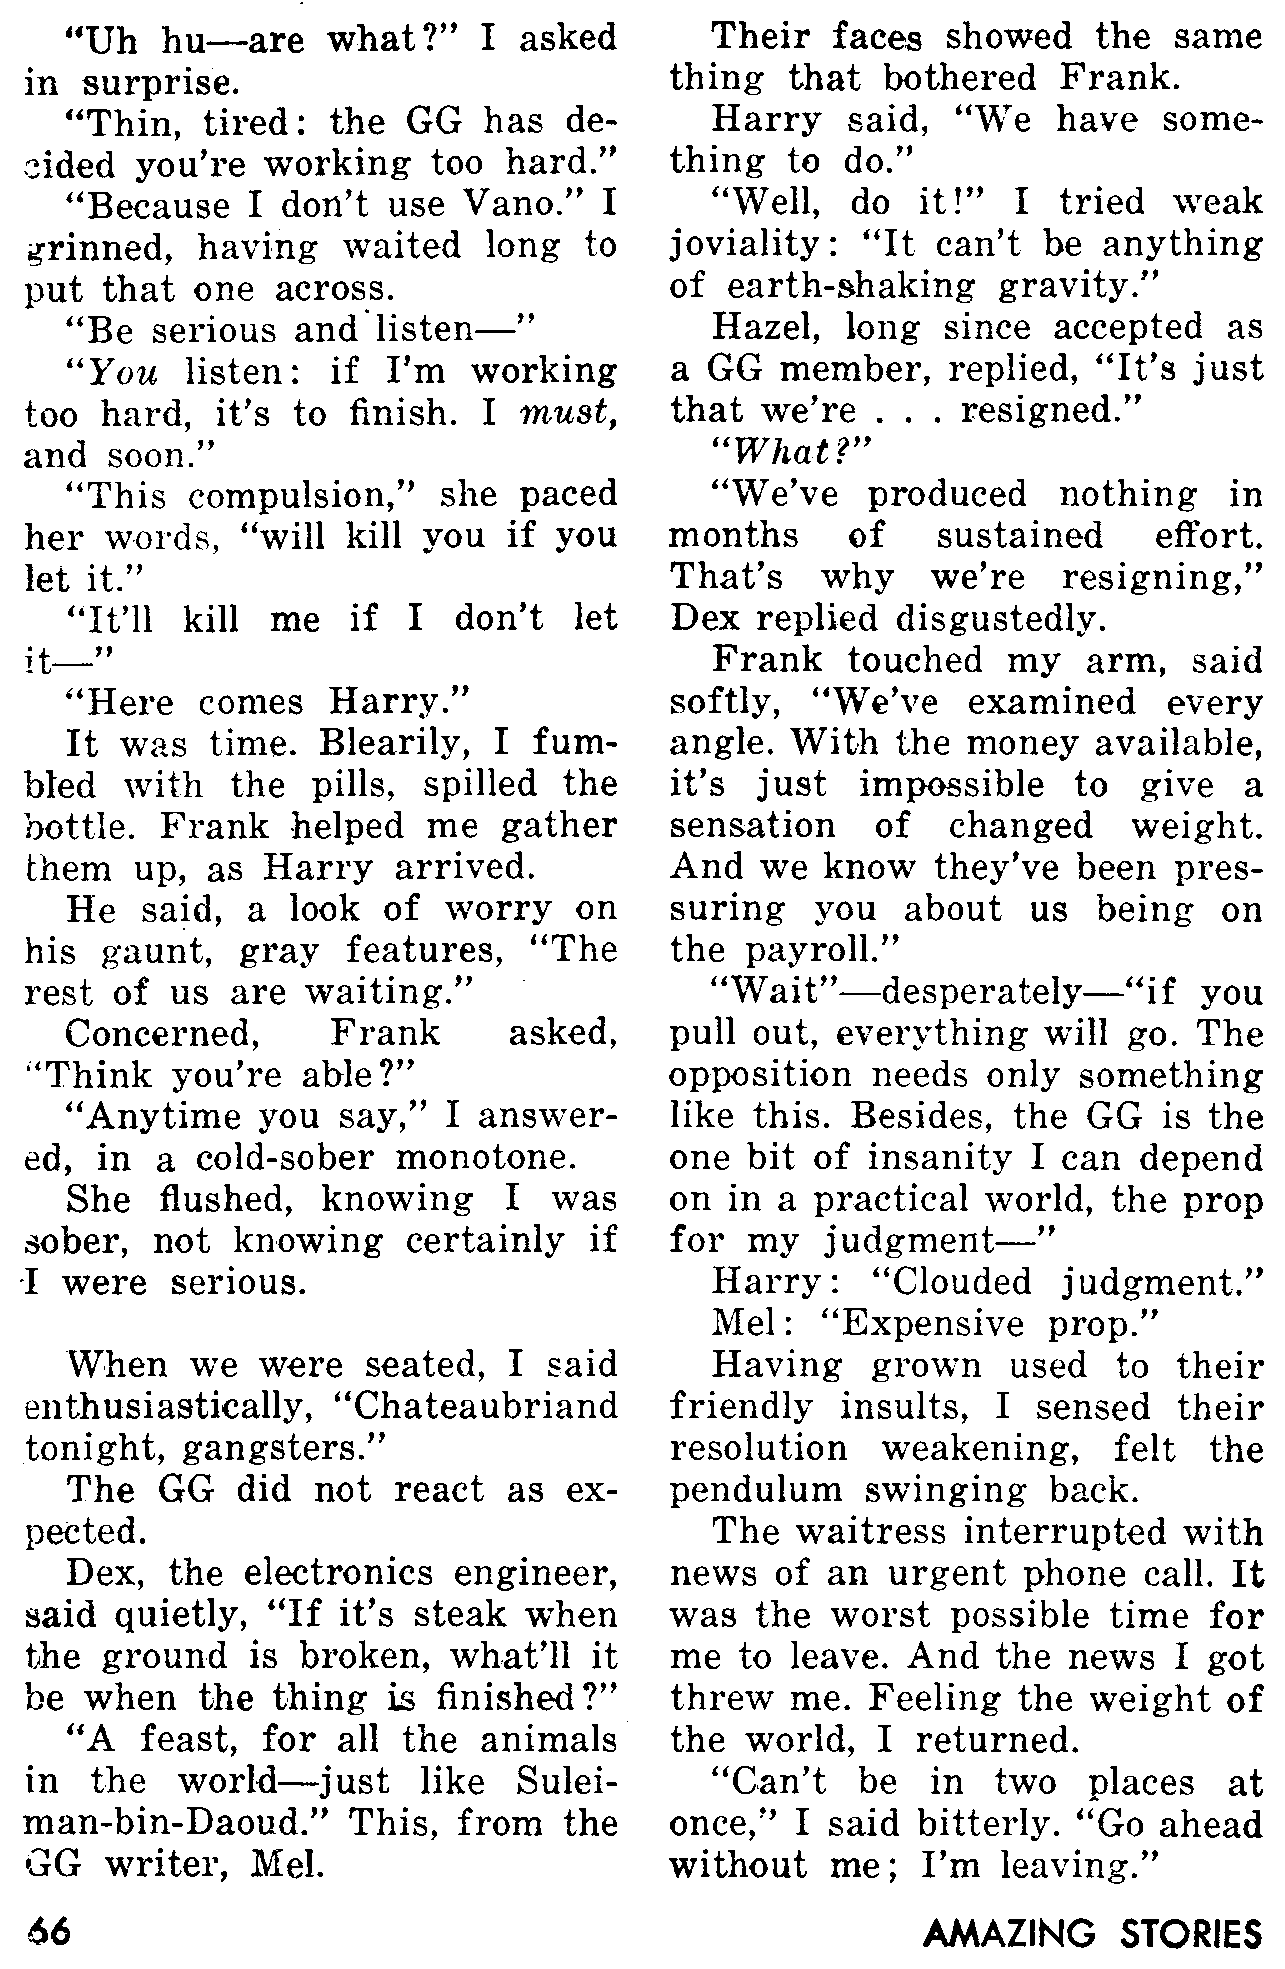 “Uh hu—are what?” I asked
in surprise.
“Thin, tired: the GG has de-
cided you're working too hard.”
“Because I don't use Vano.” I
grinned, having waited long to
put that one across.
“Be serious and listen—”
“You listen: if I'm working
too hard, it's to finish. I must,
and soon.”
“This compulsion,” she paced
her words, “will kill you if you
let it.”
“It'll kill me if I don't let
it—”
“Here comes Harry.”
It was time. Blearily, I fum-
bled with the pills, spilled the
bottle. Frank helped me gather
them up, as Harry arrived.
He said, a look of worry on
his gaunt, gray features, “The
rest of us are waiting.”
Concerned, Frank asked,
“Think you're able?”
“Anytime you say,” I answer-
ed, in a cold-sober monotone.
She flushed, knowing I was
sober, not knowing certainly if
I were serious.
When we were seated, I said
enthusiastically, “Chateaubriand
tonight, gangsters.”
The GG did not react as ex-
pected.
Dex, the electronics engineer,
said quietly, “If it's steak when
the ground is broken, what'll it
be when the thing is finished?”
“A feast, for all the animals
in the world—just like Sulei-
man-bin-Daoud.” This, from the
GG writer, Mel.
Their faces showed the same
thing that bothered Frank.
Harry said, “We have some-
thing to do.”
“Well, do it!” I tried weak
joviality: “It can't be anything
of earth-shaking gravity.”
Hazel, long since accepted as
a GG member, replied, “It's just
that we're . . . resigned.”
“What?”
“We've produced nothing in
months of sustained effort.
That's why we're resigning,”
Dex replied disgustedly.
Frank touched my arm, said
softly, “We've examined every
angle. With the money available,
it's just impossible to give a
sensation of changed weight.
And we know they've been pres-
suring you about us being on
the payroll.”
“Wait”—desperately—“if you
pull out, everything will go. The
opposition needs only something
like this. Besides, the GG is the
one bit of insanity I can depend
on in a practical world, the prop
for my judgment—”
Harry: “Clouded judgment.”
Mel: “Expensive prop.”
Having grown used to their
friendly insults, I sensed their
resolution weakening, felt the
pendulum swinging back.
The waitress interrupted with
news of an urgent phone call. It
was the worst possible time for
me to leave. And the news I got
threw me. Feeling the weight of
the world, I returned.
“Can't be in two places at
once,” I said bitterly. “Go ahead
without me; I'm leaving.”
66
AMAZING STORIES